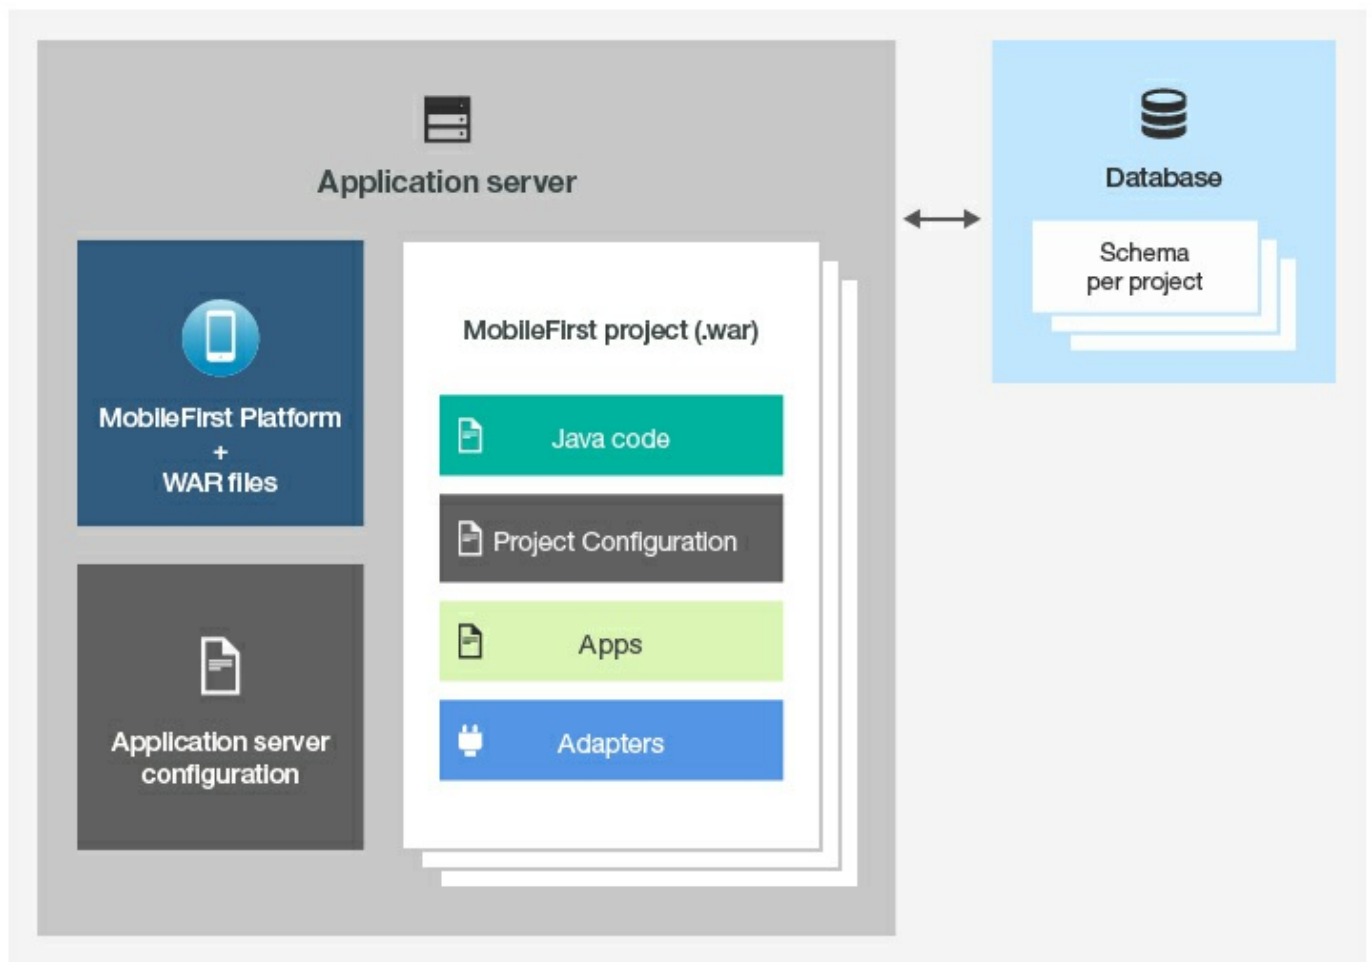 Application server
MobileFirst Platform
+
WAR files
Application server
configuration
MobileFirst project (.war)
Java code
Project Configuration
Apps
Adapters
Database
Schema
per project